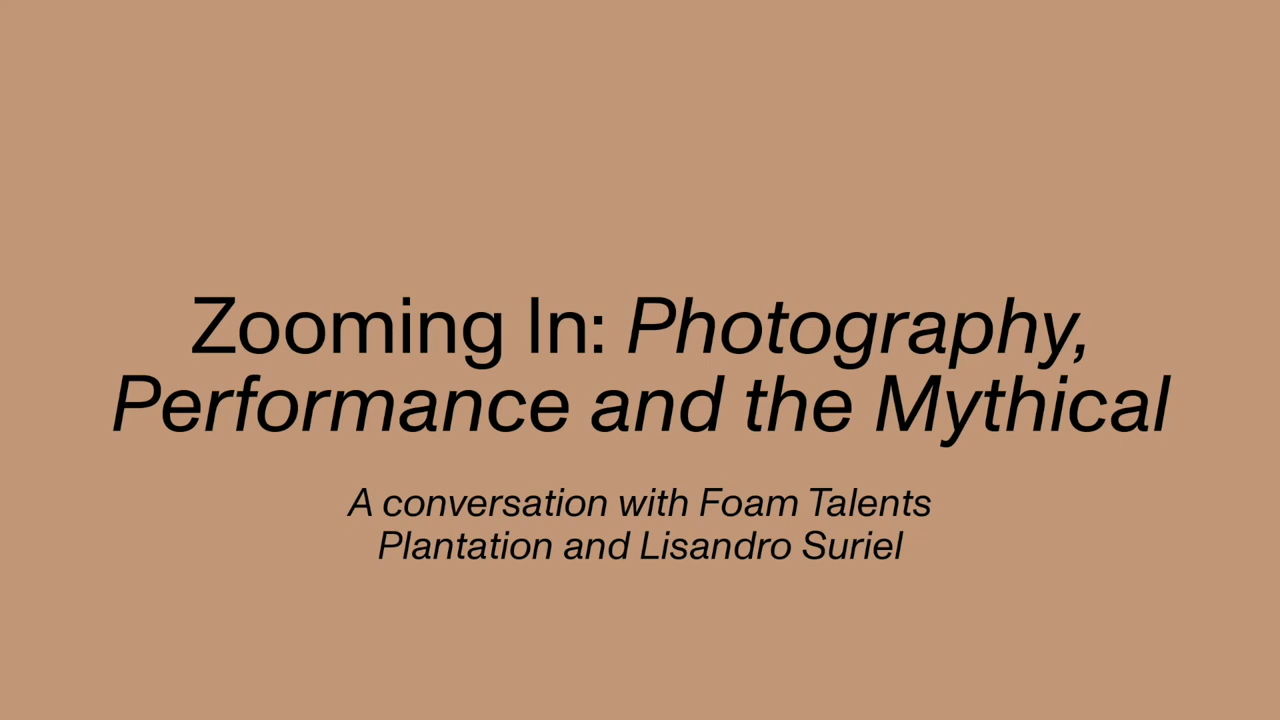 Zooming In: Photography,
Performance and the Mythical
A conversation with Foam Talents
Plantation and Lisandro Suriel